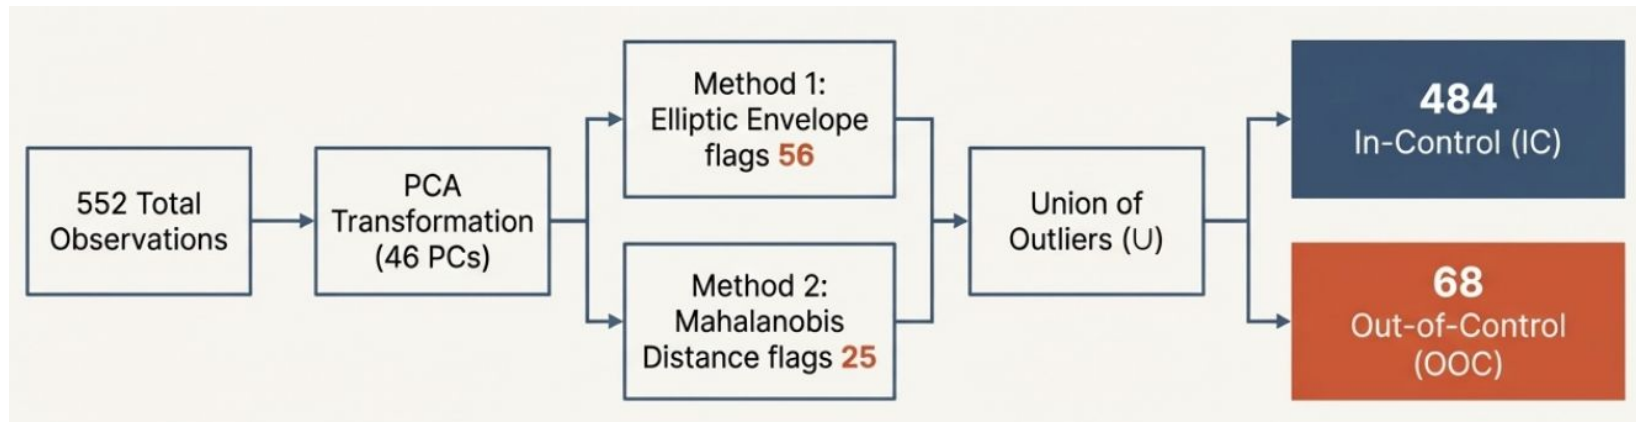 552 Total
Observations
PCA
Transformation
(46 PCs)
Method 1:
Elliptic Envelope
flags 56
Method 2:
Mahalanobis
Distance flags 25
Union of
Outliers (U)
484
In-Control (IC)
68
Out-of-Control
(OOC)